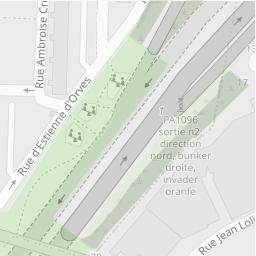 Rue Ambroise Cr
Rue d'Estienne d'Orves
1
PA1096
sortie n2,
direction
nord, bunker
droite,
invader
oranfe
17
Rue Jean Loli